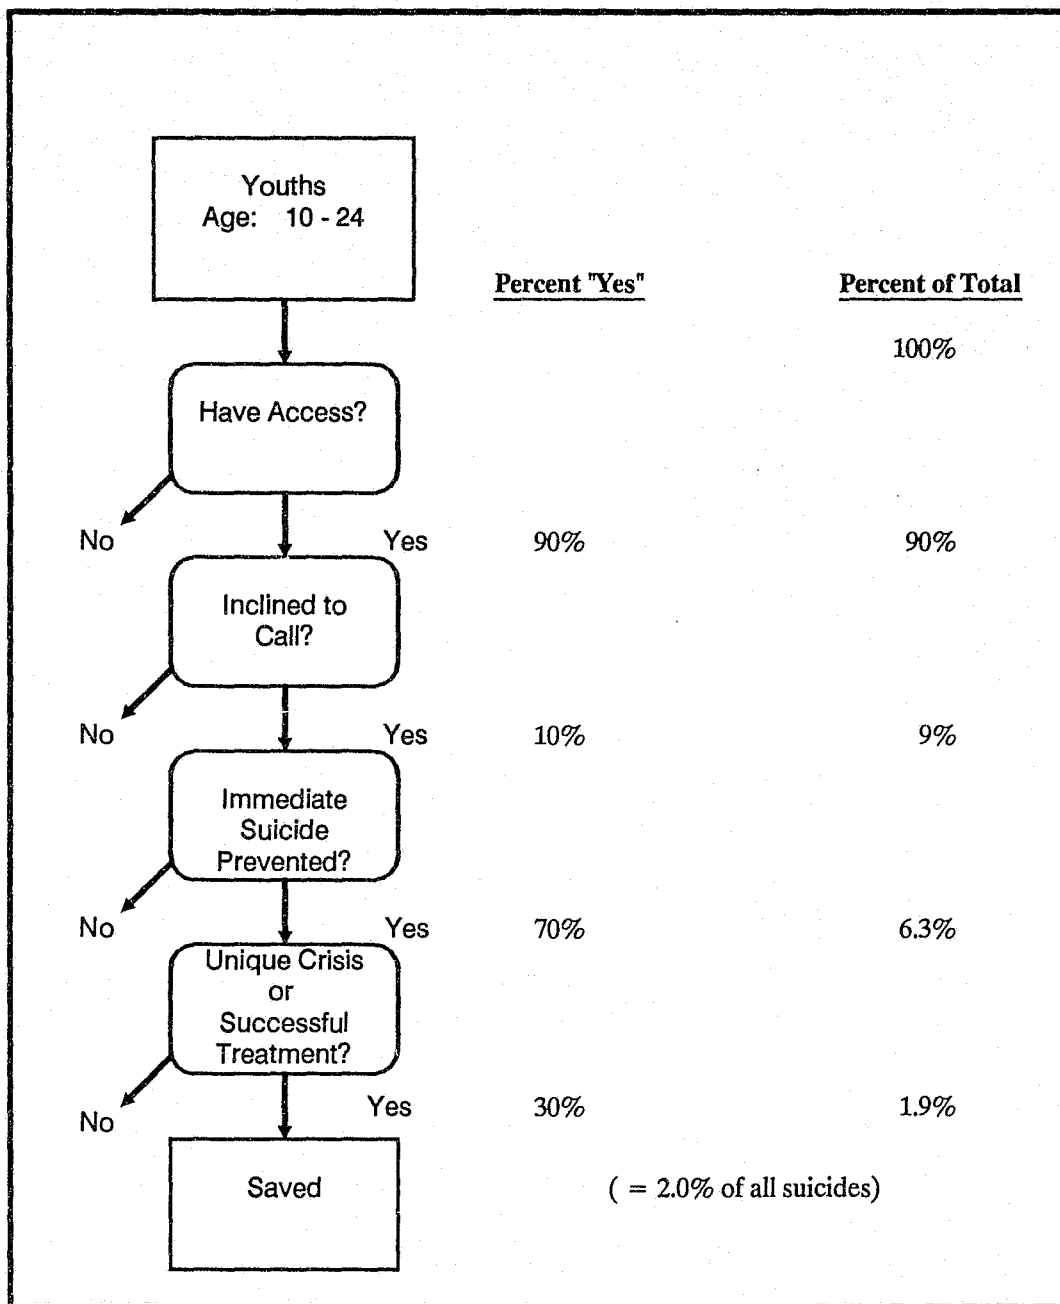 Youths
Age: 10 - 24
Percent "Yes"
Percent of Total
100%
Have Access?
No
Yes
90%
90%
Inclined to
Call?
No
Yes
10%
9%
Immediate
Suicide
Prevented?
No
Yes
70%
6.3%
Unique Crisis
or
Successful
Treatment?
No
Yes
30%
1.9%
Saved
( = 2.0% of all suicides)